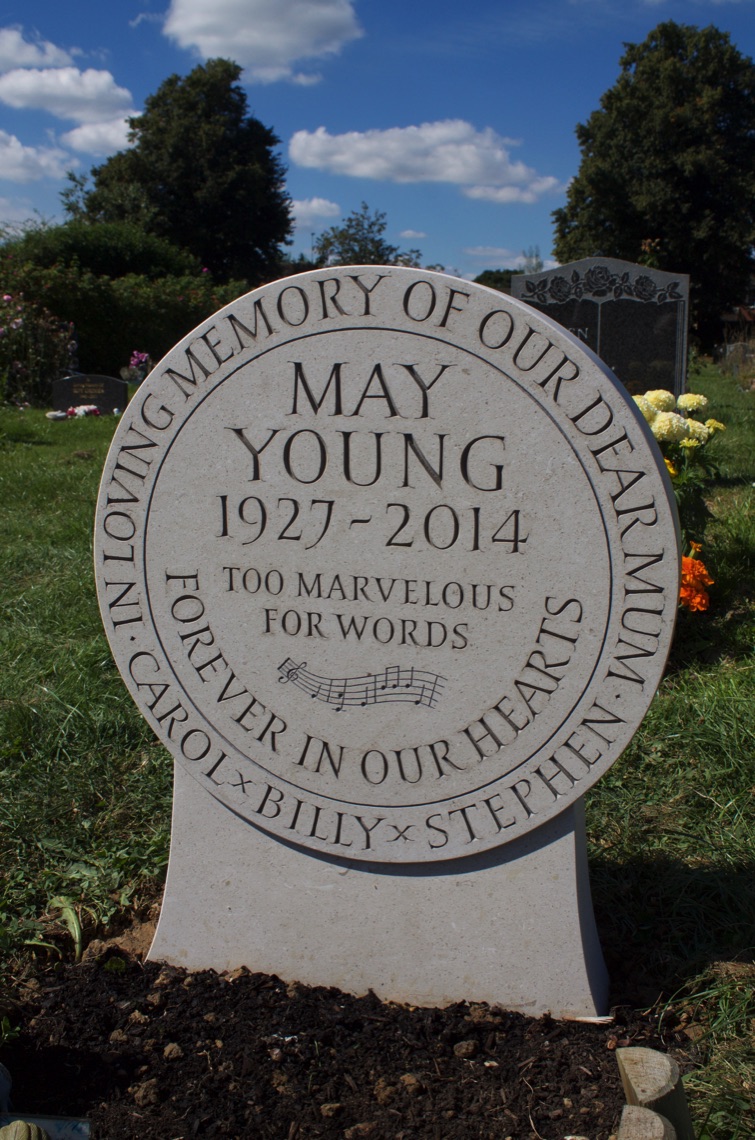 IN LOVING MEMORY OF OUR DEAR MUM ·
MAY
YOUNG
1927 - 2014
TOO MARVELOUS
FOR WORDS
FOREVER IN OUR HEARTS
· CAROL x BILLY x STEPHEN